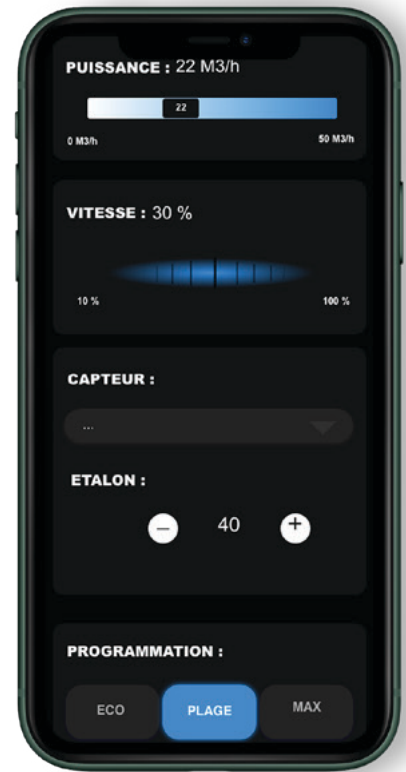 PUISSANCE : 22 M3/h
22
0 M3/h 50 M3/h
VITESSE : 30 %
10 % 100 %
CAPTEUR :
...
ETALON :
– 40 +
PROGRAMMATION :
ECO PLAGE MAX